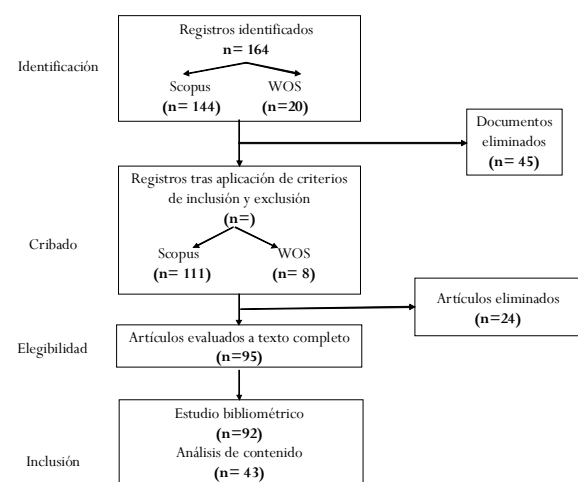 Registros identificados
n= 164
Identificación
Scopus
WOS
(n= 144)
(n=20)
Documentos
eliminados
(n= 45)
Registros tras aplicación de criterios
de inclusión y exclusión
(n=)
Cribado
Scopus
WOS
(n= 111)
(n= 8)
Artículos eliminados
(n=24)
Elegibilidad
Artículos evaluados a texto completo
(n=95)
Estudio bibliométrico
(n=92)
Análisis de contenido
Inclusión
(n= 43)